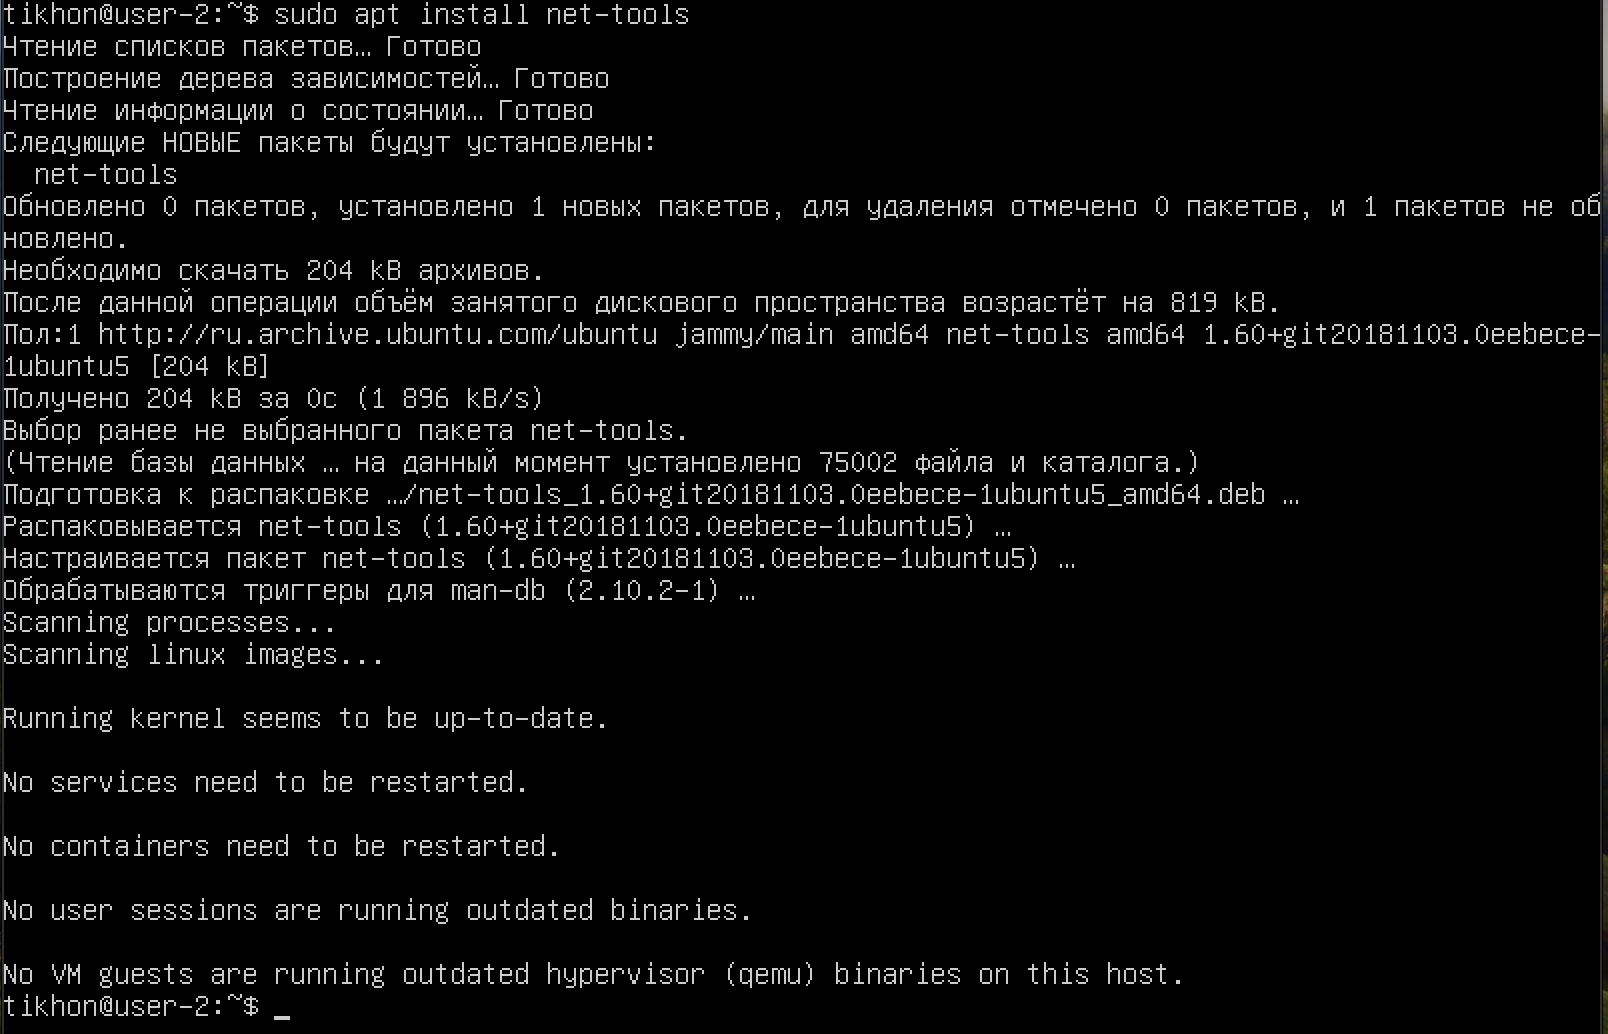 tikhon@user-2:~$ sudo apt install net-tools
Чтение списков пакетов… Готово
Построение дерева зависимостей… Готово
Чтение информации о состоянии… Готово
Следующие НОВЫЕ пакеты будут установлены:
  net-tools
Обновлено 0 пакетов, установлено 1 новых пакетов, для удаления отмечено 0 пакетов, и 1 пакетов не об
новлено.
Необходимо скачать 204 kB архивов.
После данной операции объём занятого дискового пространства возрастёт на 819 kB.
Пол:1 http://ru.archive.ubuntu.com/ubuntu jammy/main amd64 net-tools amd64 1.60+git20181103.0eebece-
1ubuntu5 [204 kB]
Получено 204 kB за 0с (1 896 kB/s)
Выбор ранее не выбранного пакета net-tools.
(Чтение базы данных … на данный момент установлено 75002 файла и каталога.)
Подготовка к распаковке …/net-tools_1.60+git20181103.0eebece-1ubuntu5_amd64.deb …
Распаковывается net-tools (1.60+git20181103.0eebece-1ubuntu5) …
Настраивается пакет net-tools (1.60+git20181103.0eebece-1ubuntu5) …
Обрабатываются триггеры для man-db (2.10.2-1) …
Scanning processes...
Scanning linux images...
Running kernel seems to be up-to-date.
No services need to be restarted.
No containers need to be restarted.
No user sessions are running outdated binaries.
No VM guests are running outdated hypervisor (qemu) binaries on this host.
tikhon@user-2:~$ _